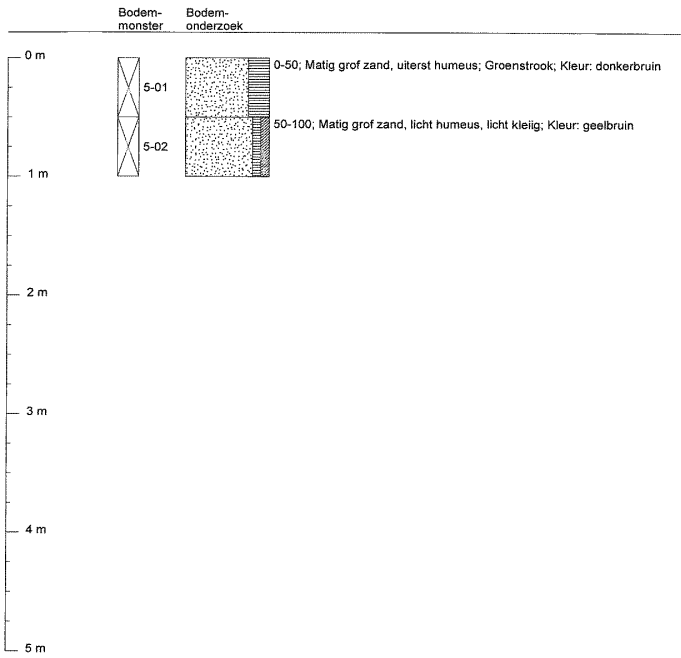 Bodem-
monster
Bodem-
onderzoek
0 m
5-01
0-50; Matig grof zand, uiterst humeus; Groenstrook; Kleur: donkerbruin
5-02
50-100; Matig grof zand, licht humeus, licht kleiig; Kleur: geelbruin
1 m
2 m
3 m
4 m
5 m